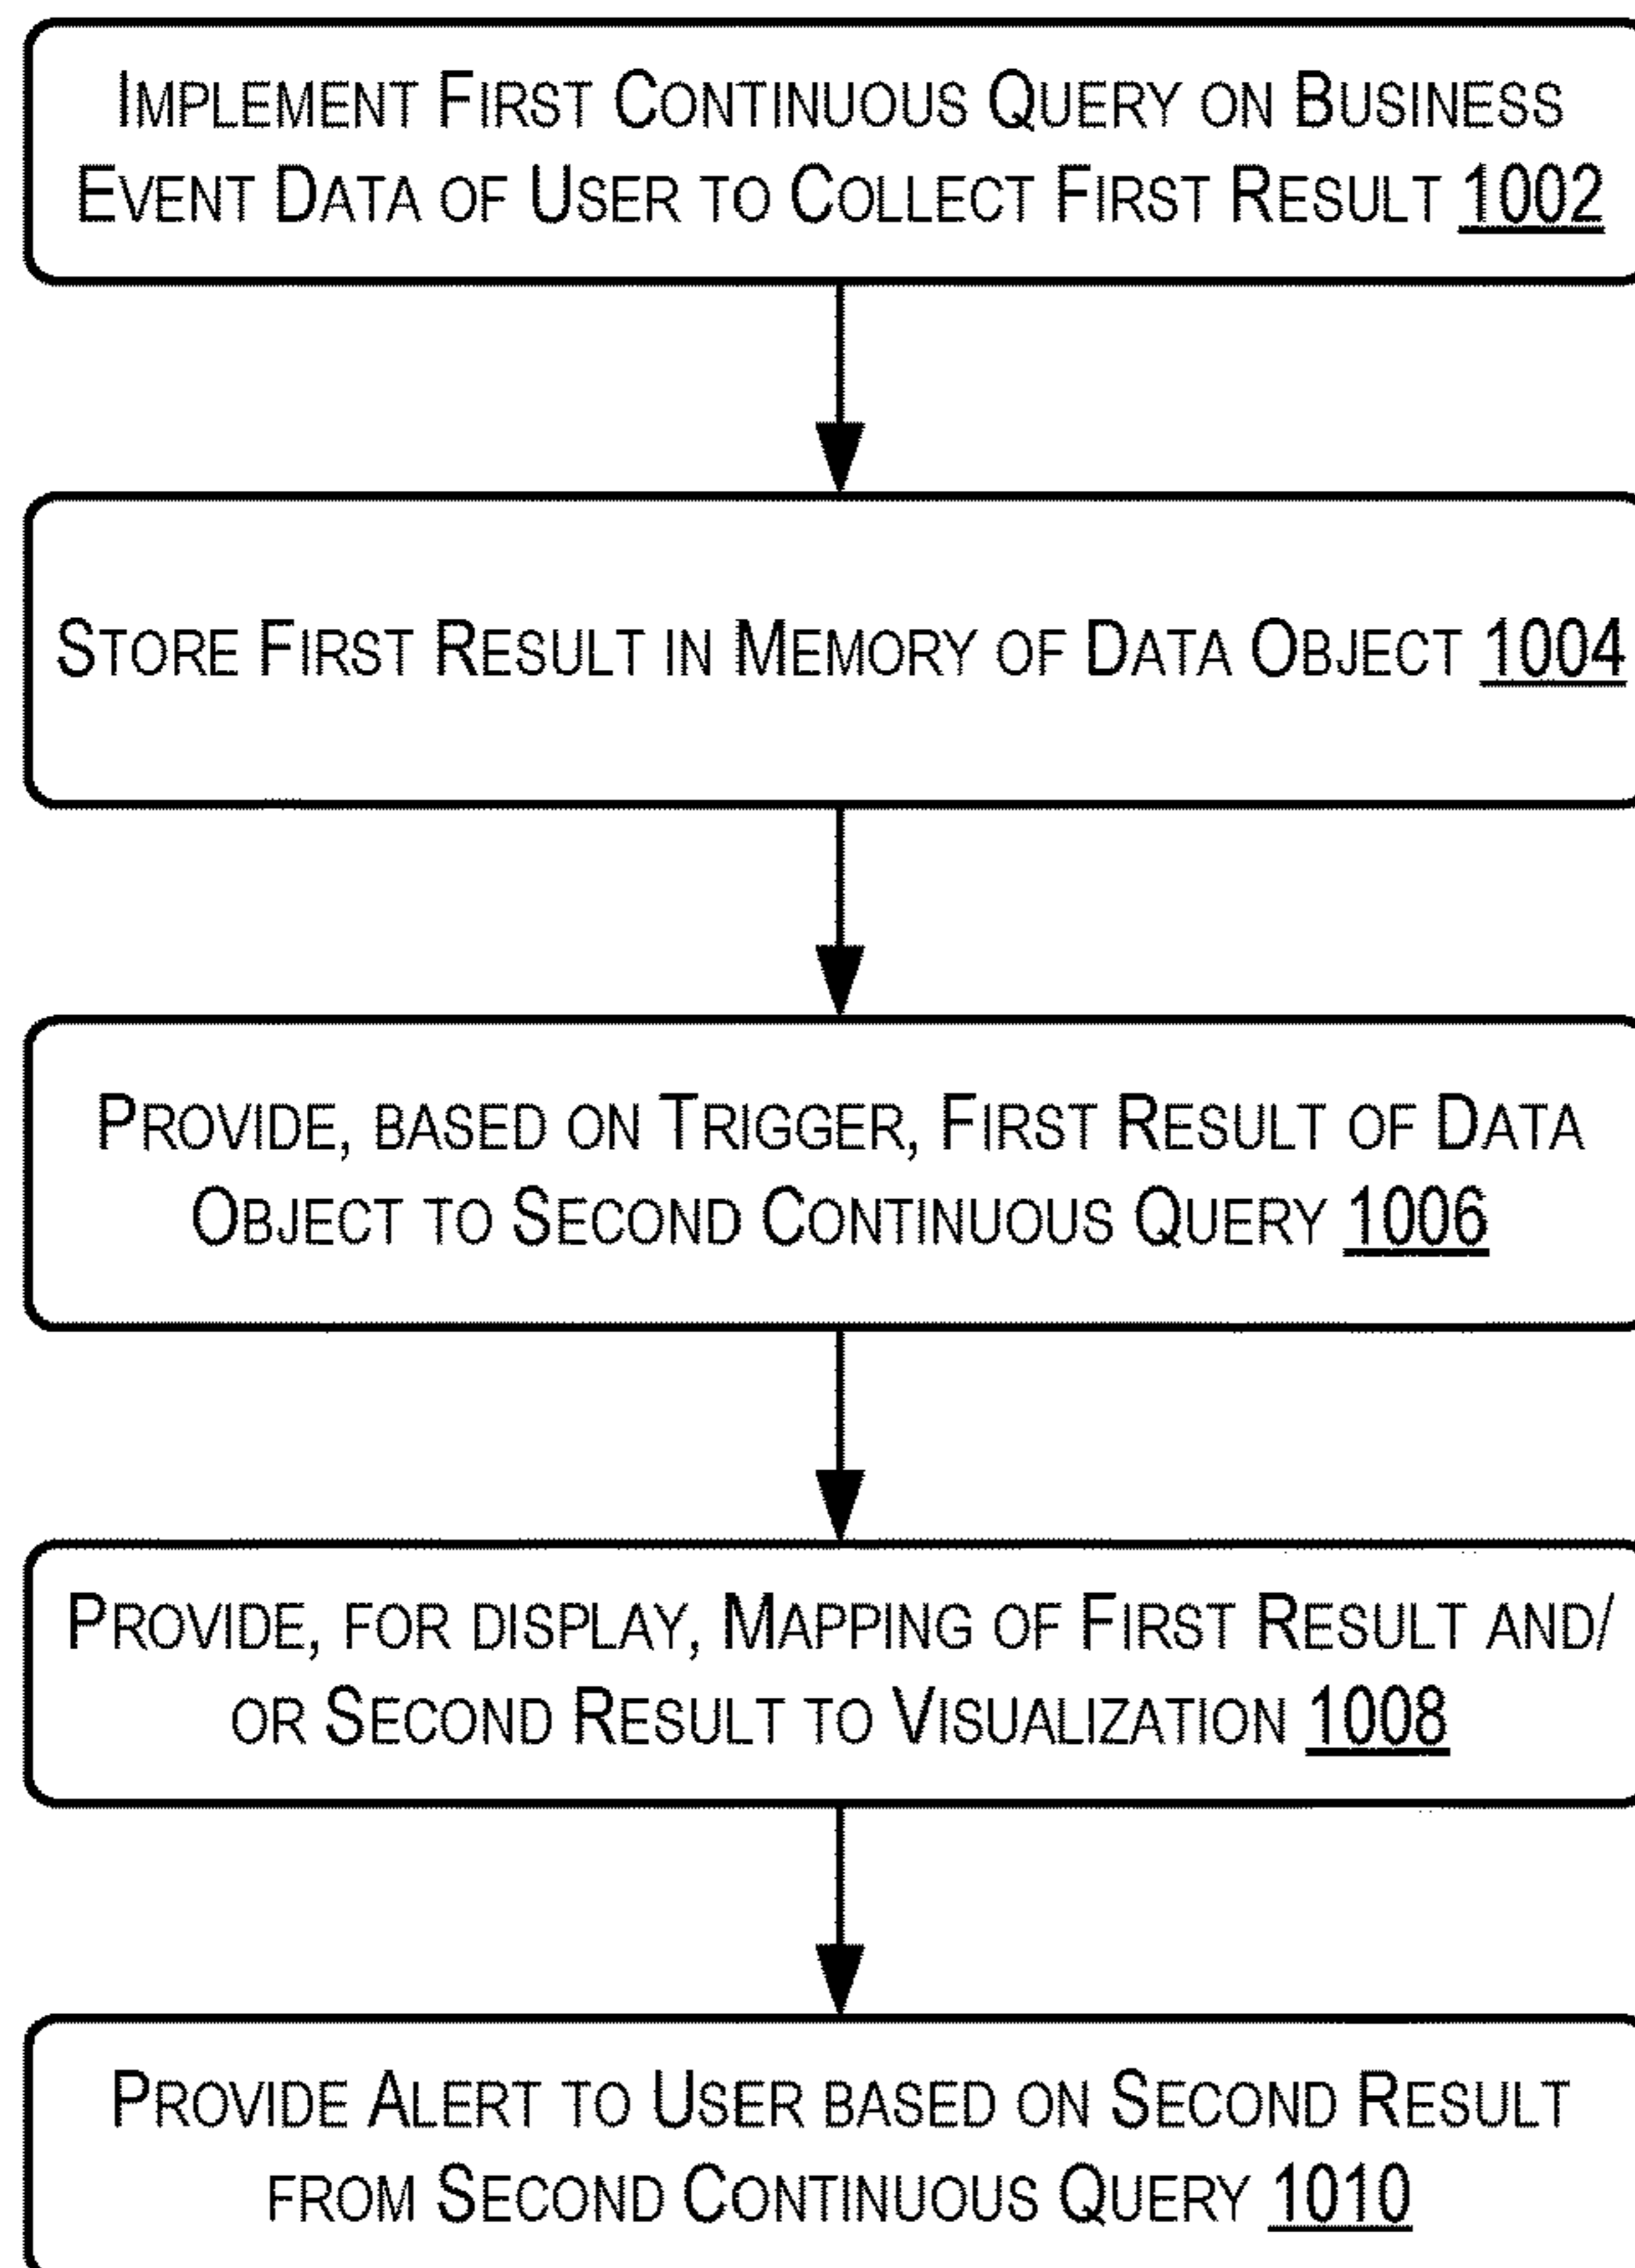 IMPLEMENT FIRST CONTINUOUS QUERY ON BUSINESS
EVENT DATA OF USER TO COLLECT FIRST RESULT 1002
STORE FIRST RESULT IN MEMORY OF DATA OBJECT 1004
PROVIDE, BASED ON TRIGGER, FIRST RESULT OF DATA
OBJECT TO SECOND CONTINUOUS QUERY 1006
PROVIDE, FOR DISPLAY, MAPPING OF FIRST RESULT AND/
OR SECOND RESULT TO VISUALIZATION 1008
PROVIDE ALERT TO USER BASED ON SECOND RESULT
FROM SECOND CONTINUOUS QUERY 1010